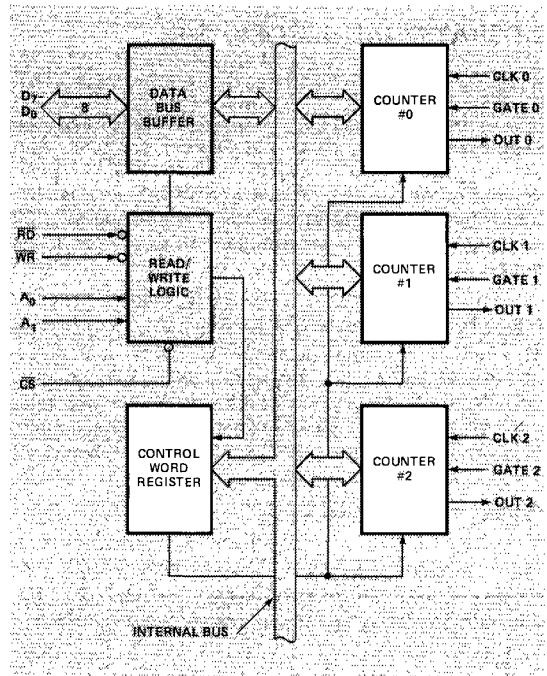 DATA
BUS
BUFFER
D7
D0
8
COUNTER
#0
CLK 0
GATE 0
OUT 0
RD
WR
A0
A1
CS
READ/
WRITE
LOGIC
COUNTER
#1
CLK 1
GATE 1
OUT 1
CONTROL
WORD
REGISTER
COUNTER
#2
CLK 2
GATE 2
OUT 2
INTERNAL BUS